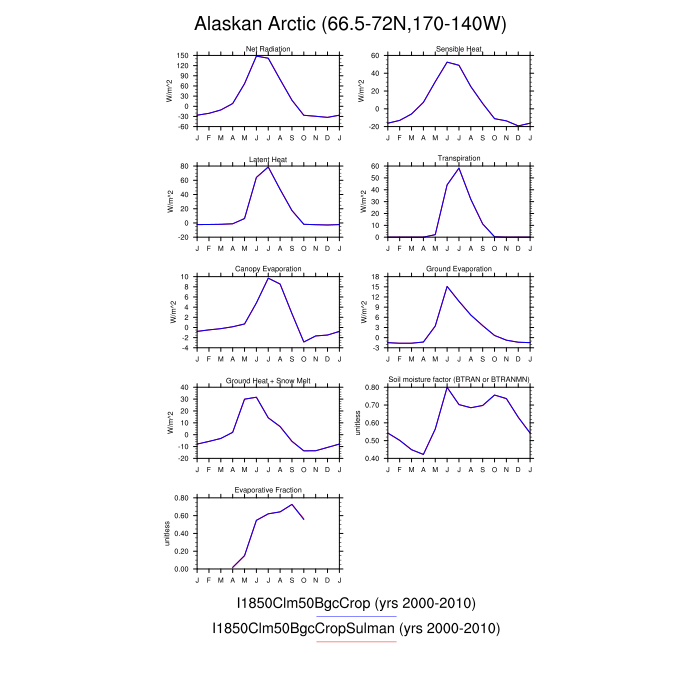 Alaskan Arctic (66.5-72N,170-140W)
Net Radiation
W/m^2
150
120
90
60
30
0
-30
-60
J F M A M J J A S O N D J
Sensible Heat
W/m^2
60
40
20
0
-20
J F M A M J J A S O N D J
Latent Heat
W/m^2
80
60
40
20
0
-20
J F M A M J J A S O N D J
Transpiration
W/m^2
60
50
40
30
20
10
0
J F M A M J J A S O N D J
Canopy Evaporation
W/m^2
10
8
6
4
2
0
-2
-4
J F M A M J J A S O N D J
Ground Evaporation
W/m^2
18
15
12
9
6
3
0
-3
J F M A M J J A S O N D J
Ground Heat + Snow Melt
W/m^2
40
30
20
10
0
-10
-20
J F M A M J J A S O N D J
Soil moisture factor (BTRAN or BTRANMN)
unitless
0.80
0.70
0.60
0.50
0.40
J F M A M J J A S O N D J
Evaporative Fraction
unitless
0.80
0.60
0.40
0.20
0.00
J F M A M J J A S O N D J
I1850Clm50BgcCrop (yrs 2000-2010)
I1850Clm50BgcCropSulman (yrs 2000-2010)